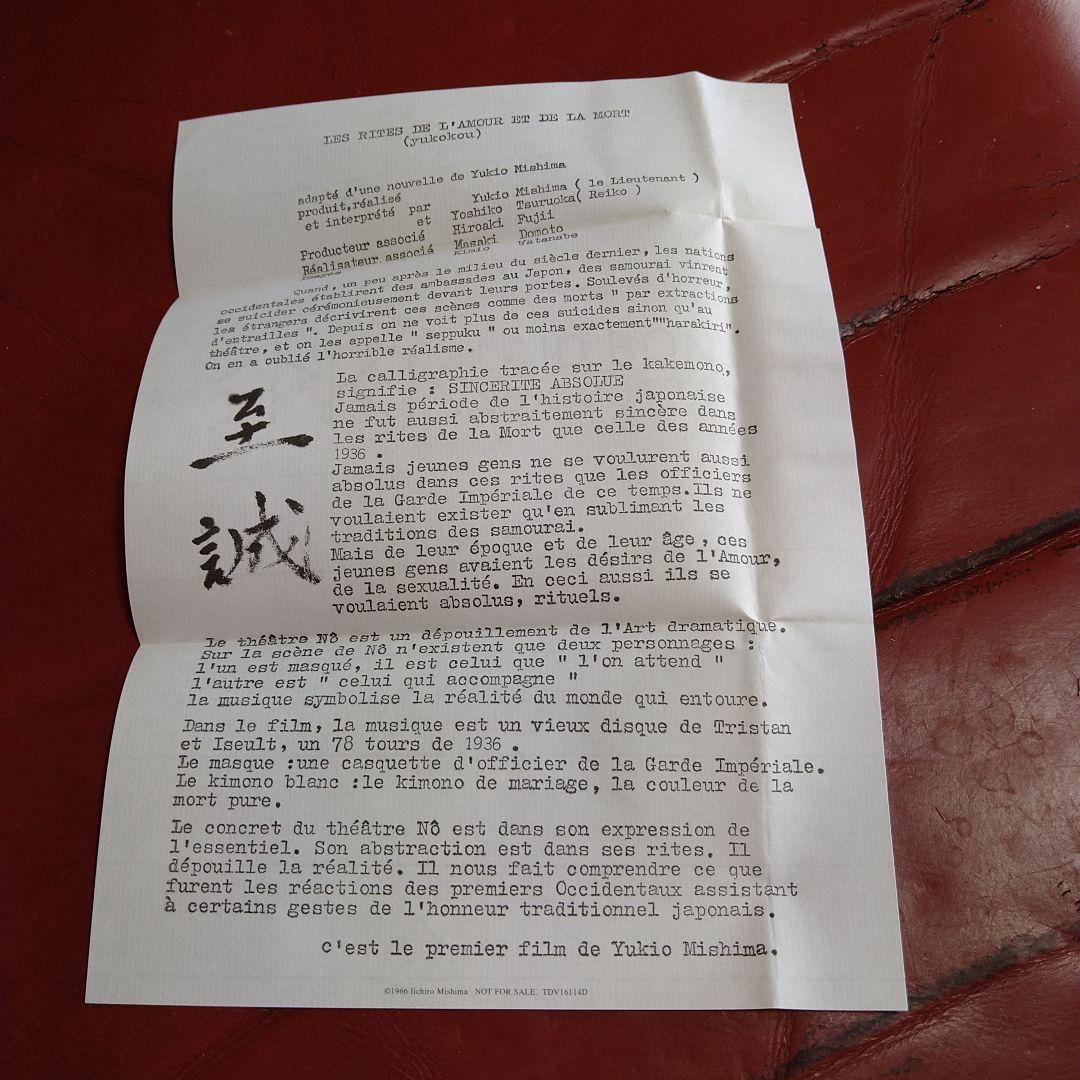 LES RITES DE L'AMOUR ET DE LA MORT
(yukokou)
adapté d'une nouvelle de Yukio Mishima
produit,réalisé
et interprété par Yukio Mishima ( le Lieutenant )
et Yoshiko Tsuruoka( Reiko )
Producteur associé Hiroaki Fujii
Réalisateur associé Masaki Domoto
Images Kimio Watanabe
Quand, un peu après le milieu du siècle dernier, les nations
occidentales établirent des ambassades au Japon, des samourai vinrent
se suicider cérémonieusement devant leurs portes. Soulevés d'horreur,
les étrangers décrivirent ces scènes comme des morts " par extractions
d'entrailles ". Depuis on ne voit plus de ces suicides sinon qu'au
théâtre, et on les appelle " seppuku " ou moins exactement""harakiri".
On en a oublié l'horrible réalisme.
至
誠
La calligraphie tracée sur le kakemono,
signifie : SINCERITE ABSOLUE
Jamais période de l'histoire japonaise
ne fut aussi abstraitement sincère dans
les rites de la Mort que celle des années
1936 .
Jamais jeunes gens ne se voulurent aussi
absolus dans ces rites que les officiers
de la Garde Impériale de ce temps.Ils ne
voulaient exister qu'en sublimant les
traditions des samourai.
Mais de leur époque et de leur âge , ces
jeunes gens avaient les désirs de l'Amour,
de la sexualité. En ceci aussi ils se
voulaient absolus, rituels.
Le théâtre Nô est un dépouillement de l'Art dramatique.
Sur la scène de Nô n'existent que deux personnages :
l'un est masqué, il est celui que " l'on attend "
l'autre est " celui qui accompagne "
la musique symbolise la réalité du monde qui entoure.
Dans le film, la musique est un vieux disque de Tristan
et Iseult, un 78 tours de 1936 .
Le masque :une casquette d'officier de la Garde Impériale.
Le kimono blanc :le kimono de mariage, la couleur de la
mort pure.
Le concret du théâtre Nô est dans son expression de
l'essentiel. Son abstraction est dans ses rites. Il
dépouille la réalité. Il nous fait comprendre ce que
furent les réactions des premiers Occidentaux assistant
à certains gestes de l'honneur traditionnel japonais.
c'est le premier film de Yukio Mishima.
©1966 Iichiro Mishima NOT FOR SALE. TDV16114D